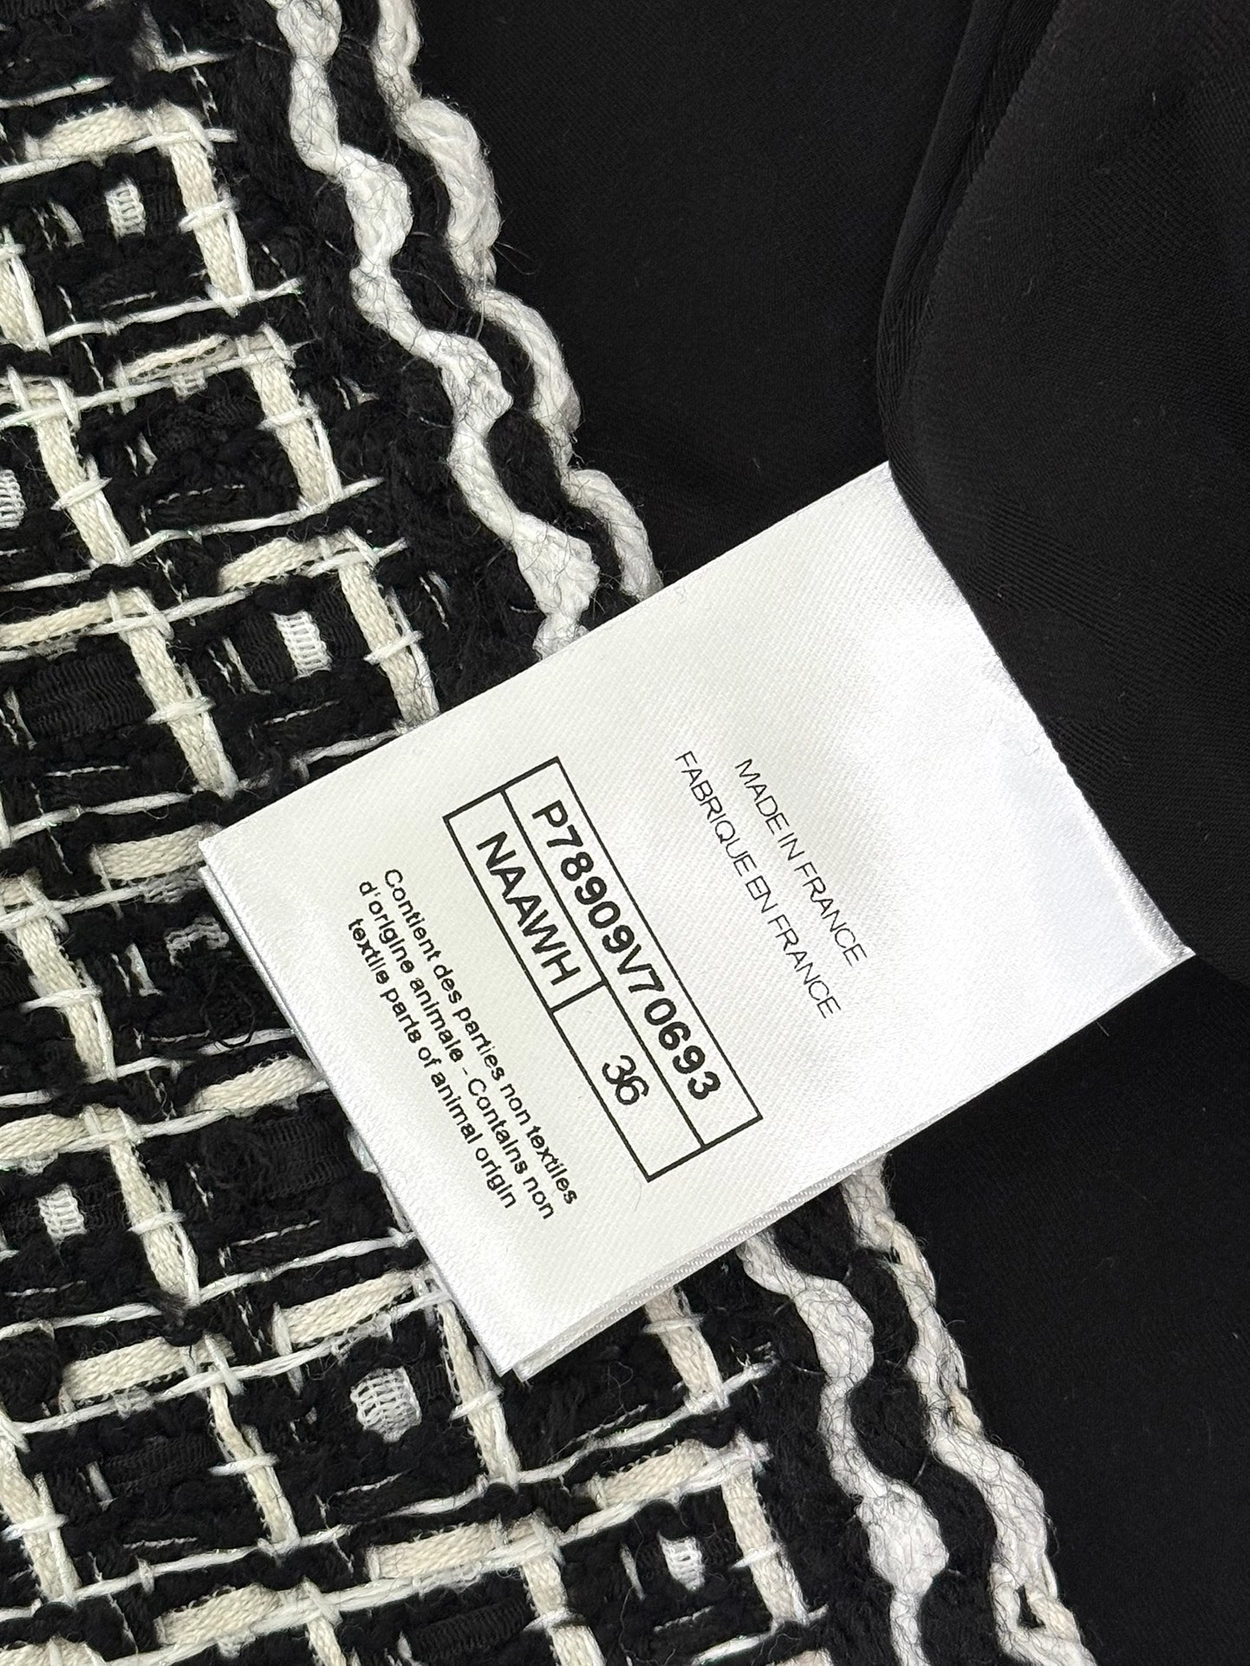 MADE IN FRANCE
FABRIQUE EN FRANCE
P78909V70693
NAAWH 36
Contient des parties non textiles
d'origine animale - Contains non
textile parts of animal origin